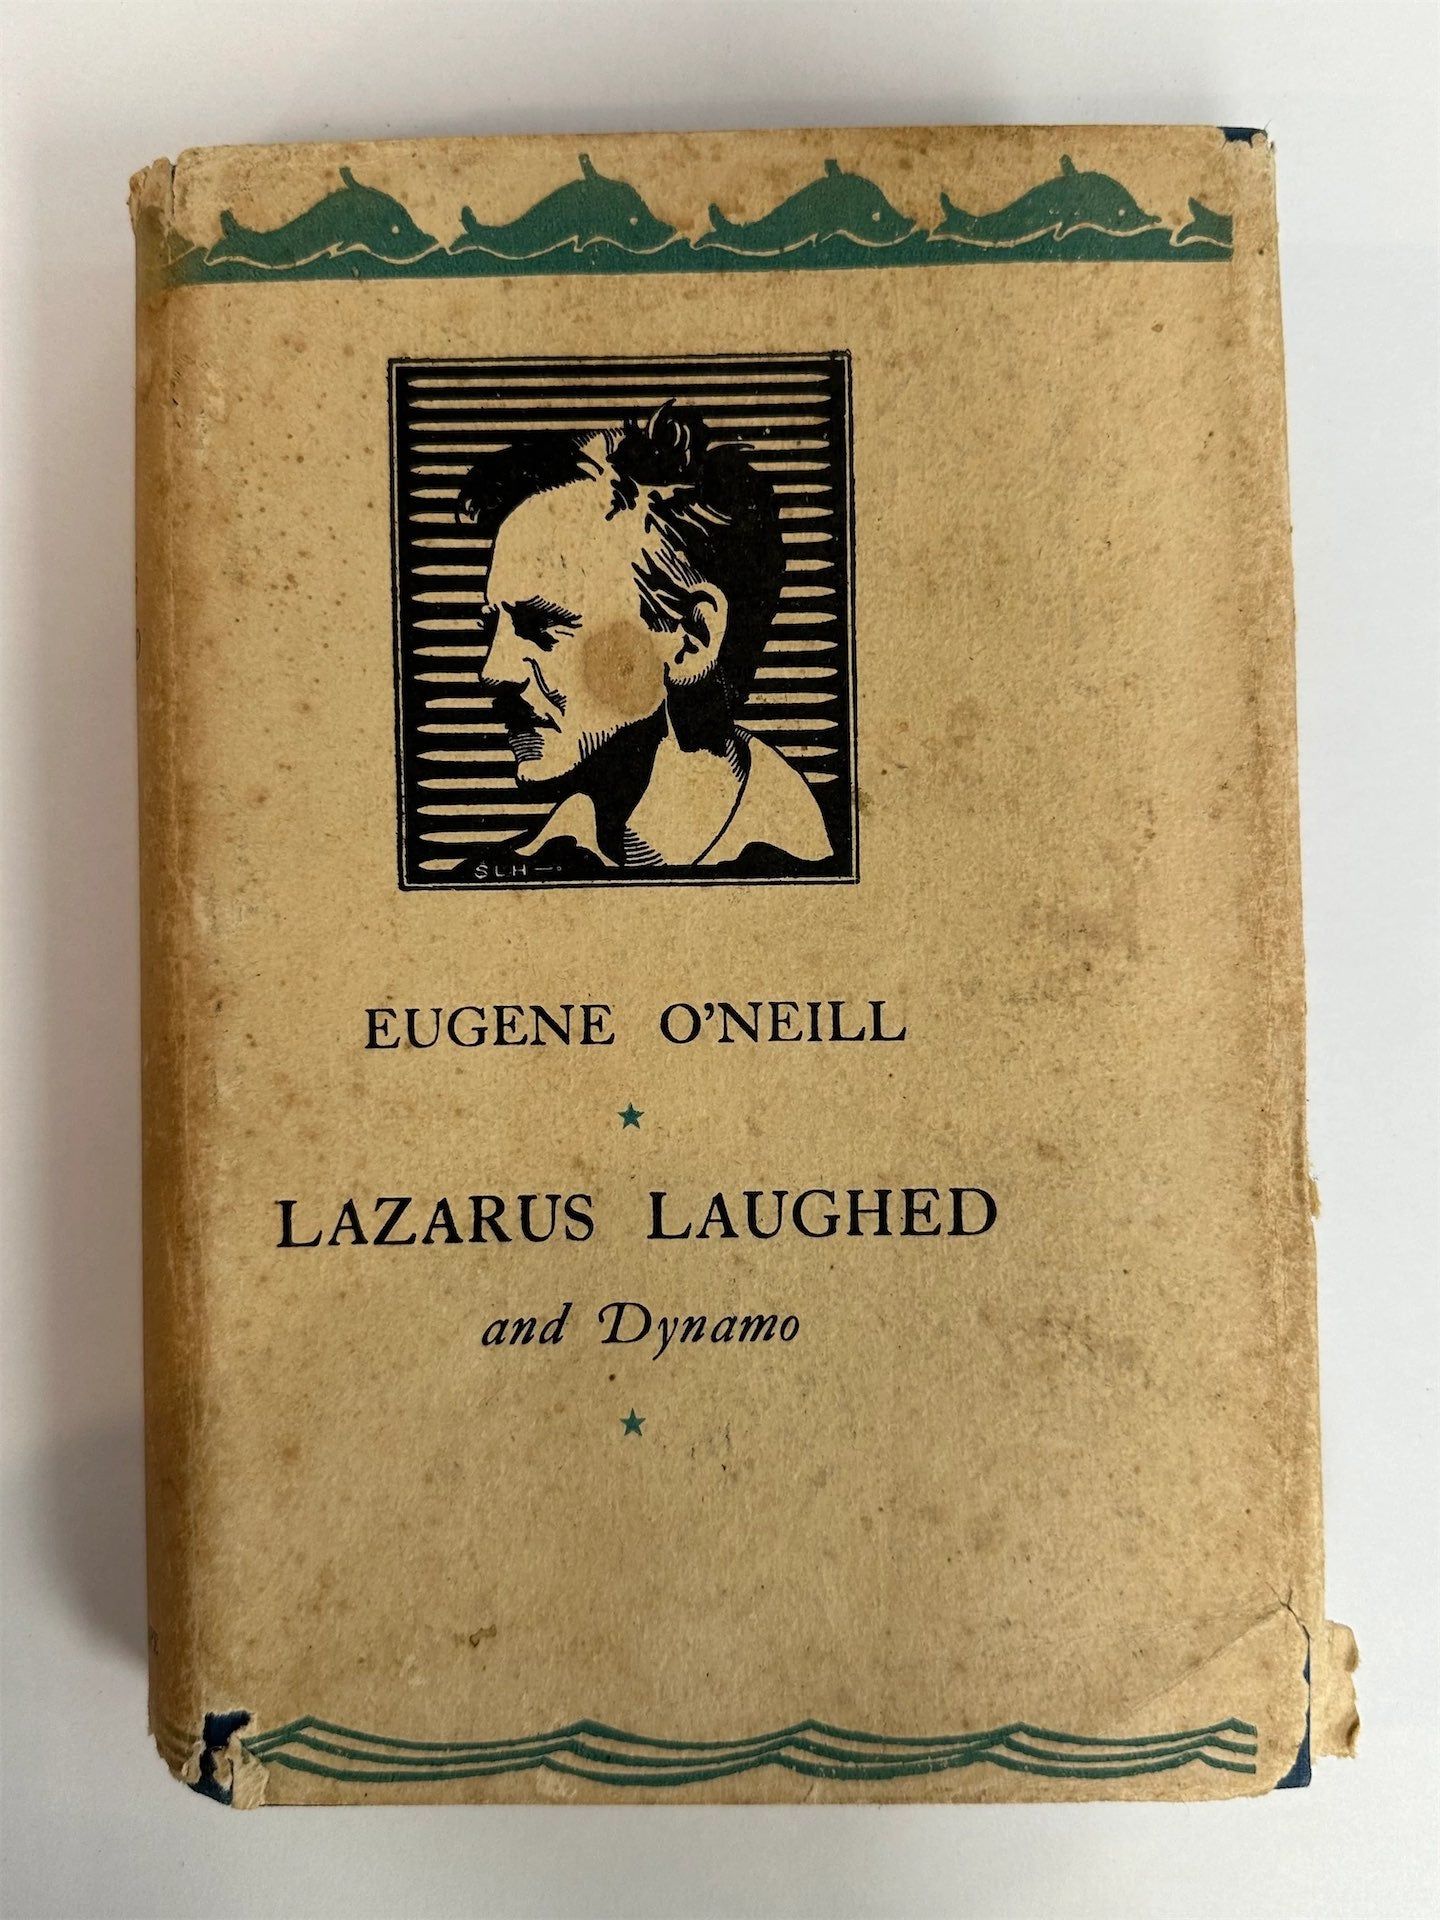 SLH
EUGENE O'NEILL
LAZARUS LAUGHED
and Dynamo